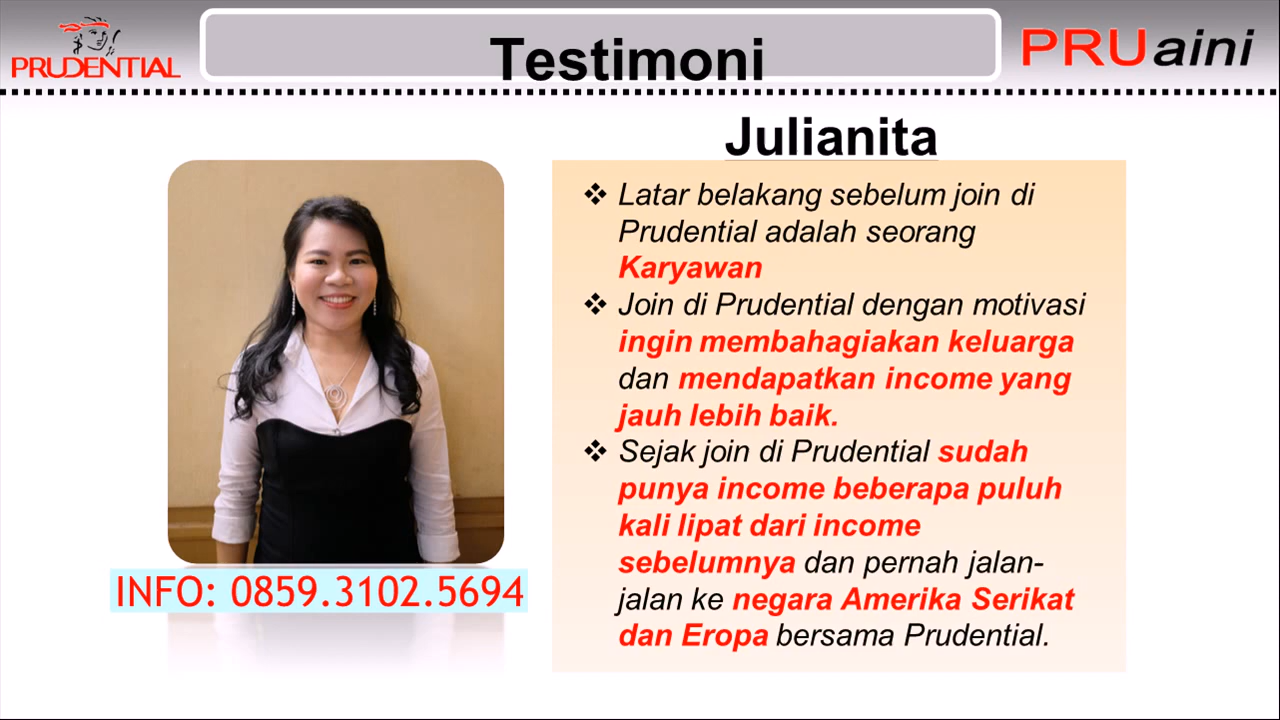 PRUDENTIAL
Testimoni
PRUaini
Julianita
❖ Latar belakang sebelum join di
Prudential adalah seorang
Karyawan
❖ Join di Prudential dengan motivasi
ingin membahagiakan keluarga
dan mendapatkan income yang
jauh lebih baik.
❖ Sejak join di Prudential sudah
punya income beberapa puluh
kali lipat dari income
sebelumnya dan pernah jalan-
jalan ke negara Amerika Serikat
dan Eropa bersama Prudential.
INFO: 0859.3102.5694